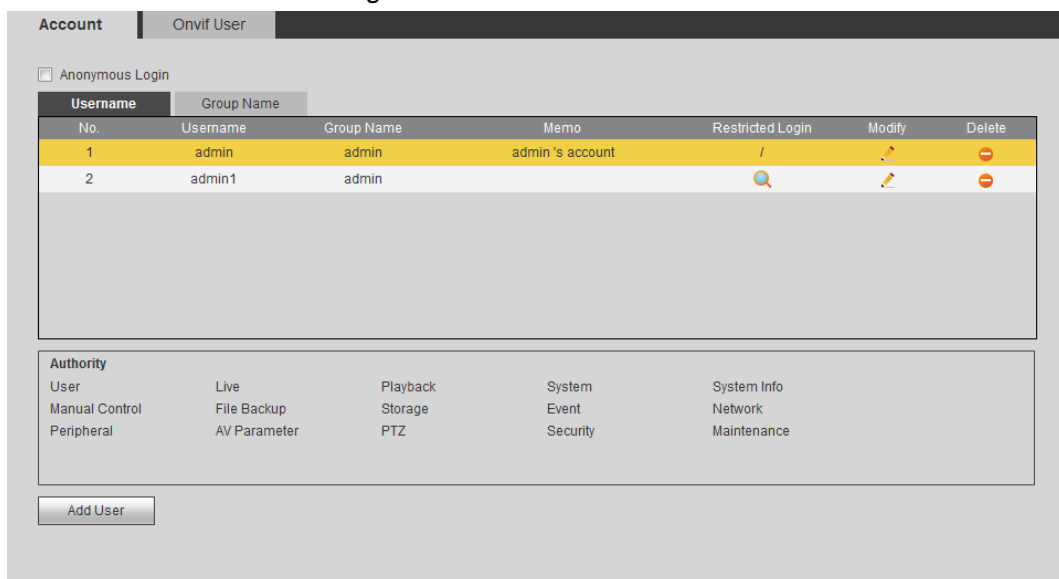 Account Onvif User
Anonymous Login
Username Group Name
No. Username Group Name Memo Restricted Login Modify Delete
1 admin admin admin 's account /
2 admin1 admin
Authority
User Live Playback System System Info
Manual Control File Backup Storage Event Network
Peripheral AV Parameter PTZ Security Maintenance
Add User